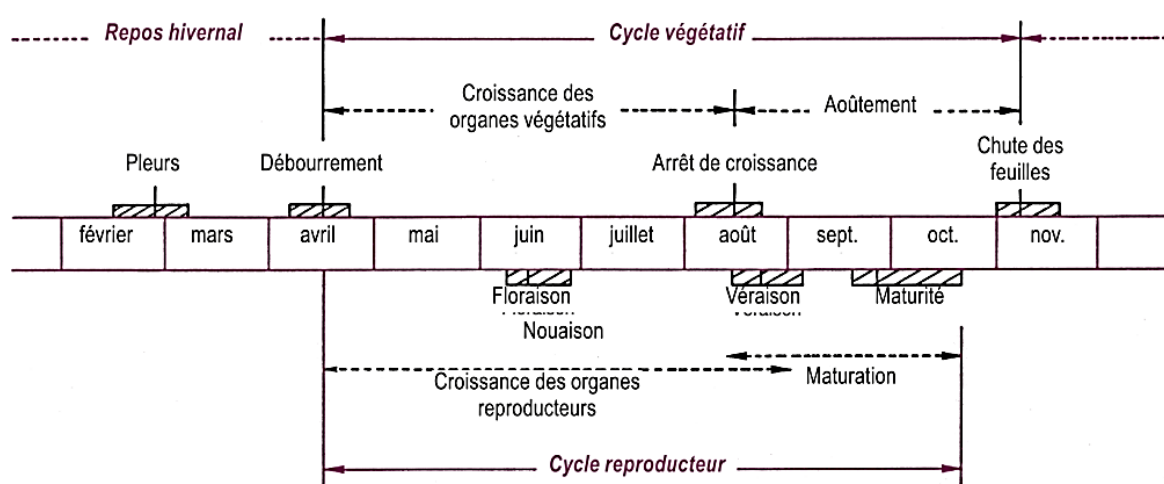 Repos hivernal
Cycle végétatif
Croissance des
organes végétatifs
Aoûtement
Pleurs
Débourrement
Arrêt de croissance
Chute des
feuilles
février
mars
avril
mai
juin
juillet
août
sept.
oct.
nov.
Floraison
Véraison
Maturité
Nouaison
Croissance des organes
reproducteurs
Maturation
Cycle reproducteur